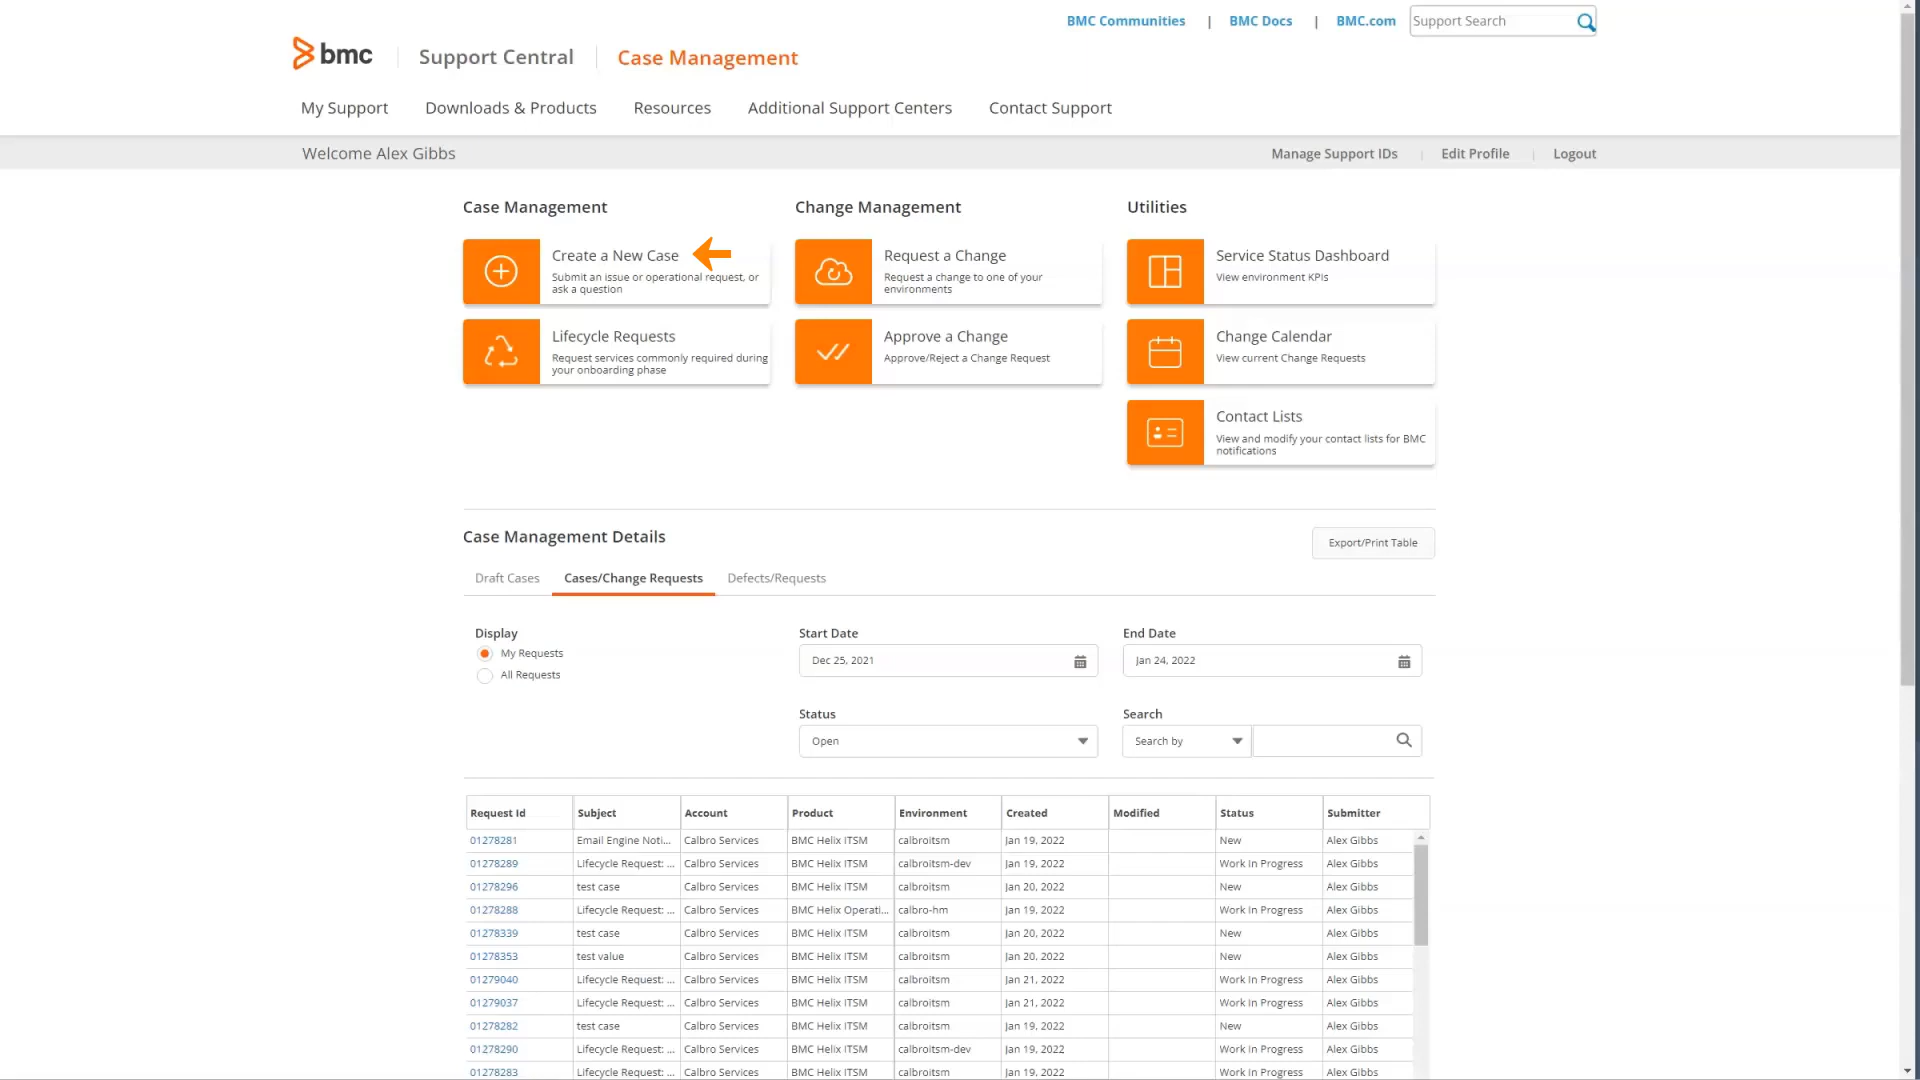 BMC Communities | BMC Docs | BMC.com Support Search
bmc Support Central Case Management
My Support Downloads & Products Resources Additional Support Centers Contact Support
Welcome Alex Gibbs Manage Support IDs | Edit Profile | Logout
Case Management Change Management Utilities
Create a New Case
Submit an issue or operational request, or
ask a question
Request a Change
Request a change to one of your
environments
Service Status Dashboard
View environment KPIs
Lifecycle Requests
Request services commonly required during
your onboarding phase
Approve a Change
Approve/Reject a Change Request
Change Calendar
View current Change Requests
Contact Lists
View and modify your contact lists for BMC
notifications
Case Management Details Export/Print Table
Draft Cases Cases/Change Requests Defects/Requests
Display Start Date End Date
My Requests Dec 25, 2021 Jan 24, 2022
All Requests
Status Search
Open Search by
Request Id Subject Account Product Environment Created Modified Status Submitter
01278281 Email Engine Noti... Calbro Services BMC Helix ITSM calbroitsm Jan 19, 2022 New Alex Gibbs
01278289 Lifecycle Request: ... Calbro Services BMC Helix ITSM calbroitsm-dev Jan 19, 2022 Work In Progress Alex Gibbs
01278296 test case Calbro Services BMC Helix ITSM calbroitsm Jan 20, 2022 New Alex Gibbs
01278288 Lifecycle Request: ... Calbro Services BMC Helix Operati... calbro-hm Jan 19, 2022 Work In Progress Alex Gibbs
01278339 test case Calbro Services BMC Helix ITSM calbroitsm Jan 20, 2022 New Alex Gibbs
01278353 test value Calbro Services BMC Helix ITSM calbroitsm Jan 20, 2022 New Alex Gibbs
01279040 Lifecycle Request: ... Calbro Services BMC Helix ITSM calbroitsm Jan 21, 2022 Work In Progress Alex Gibbs
01279037 Lifecycle Request: ... Calbro Services BMC Helix ITSM calbroitsm Jan 21, 2022 Work In Progress Alex Gibbs
01278282 test case Calbro Services BMC Helix ITSM calbroitsm Jan 19, 2022 New Alex Gibbs
01278290 Lifecycle Request: ... Calbro Services BMC Helix ITSM calbroitsm-dev Jan 19, 2022 Work In Progress Alex Gibbs
01278283 Lifecycle Request: ... Calbro Services BMC Helix ITSM calbroitsm Jan 19, 2022 Work In Progress Alex Gibbs